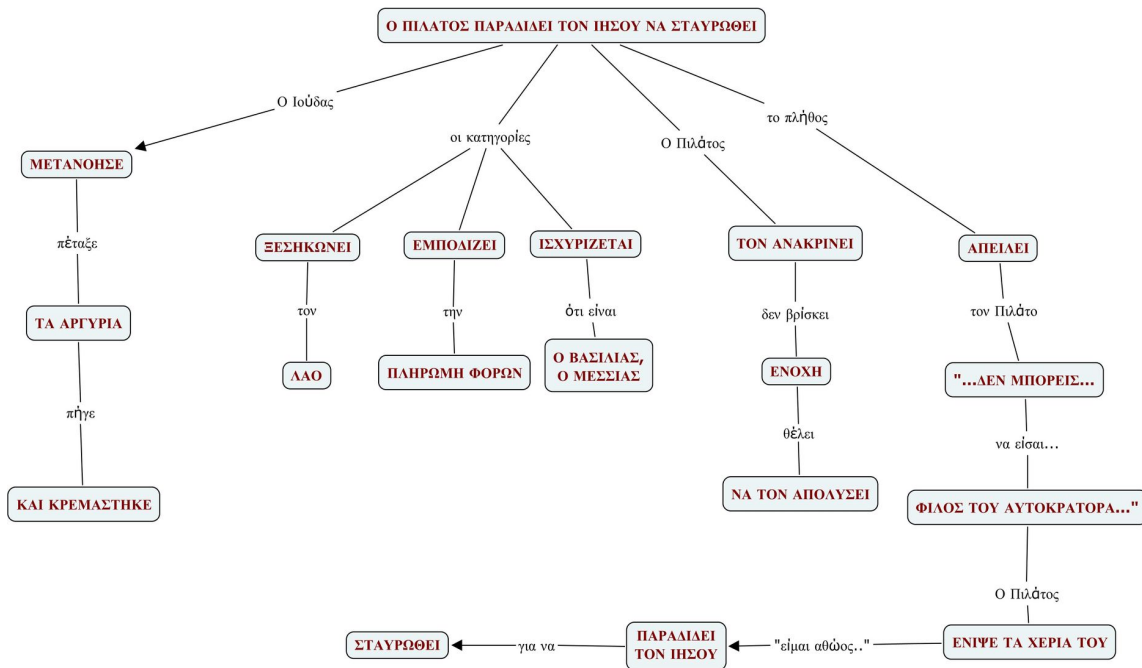 Ο ΠΙΛΑΤΟΣ ΠΑΡΑΔΙΔΕΙ ΤΟΝ ΙΗΣΟΥ ΝΑ ΣΤΑΥΡΩΘΕΙ
Ο Ιούδας
το πλήθος
οι κατηγορίες
Ο Πιλάτος
ΜΕΤΑΝΟΗΣΕ
πέταξε
ΞΕΣΗΚΩΝΕΙ
ΕΜΠΟΔΙΖΕΙ
ΙΣΧΥΡΙΖΕΤΑΙ
ΤΟΝ ΑΝΑΚΡΙΝΕΙ
ΑΠΕΙΛΕΙ
τον
την
ότι είναι
δεν βρίσκει
τον Πιλάτο
ΤΑ ΑΡΓΥΡΙΑ
ΛΑΟ
ΠΛΗΡΩΜΗ ΦΟΡΩΝ
Ο ΒΑΣΙΛΙΑΣ,
Ο ΜΕΣΣΙΑΣ
ΕΝΟΧΗ
"...ΔΕΝ ΜΠΟΡΕΙΣ...
πήγε
θέλει
να είσαι...
ΚΑΙ ΚΡΕΜΑΣΤΗΚΕ
ΝΑ ΤΟΝ ΑΠΟΛΥΣΕΙ
ΦΙΛΟΣ ΤΟΥ ΑΥΤΟΚΡΑΤΟΡΑ..."
Ο Πιλάτος
ΣΤΑΥΡΩΘΕΙ
για να
ΠΑΡΑΔΙΔΕΙ
ΤΟΝ ΙΗΣΟΥ
"είμαι αθώος.."
ΕΝΙΨΕ ΤΑ ΧΕΡΙΑ ΤΟΥ